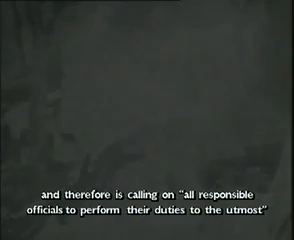 and therefore is calling on "all responsible
officials to perform their duties to the utmost"